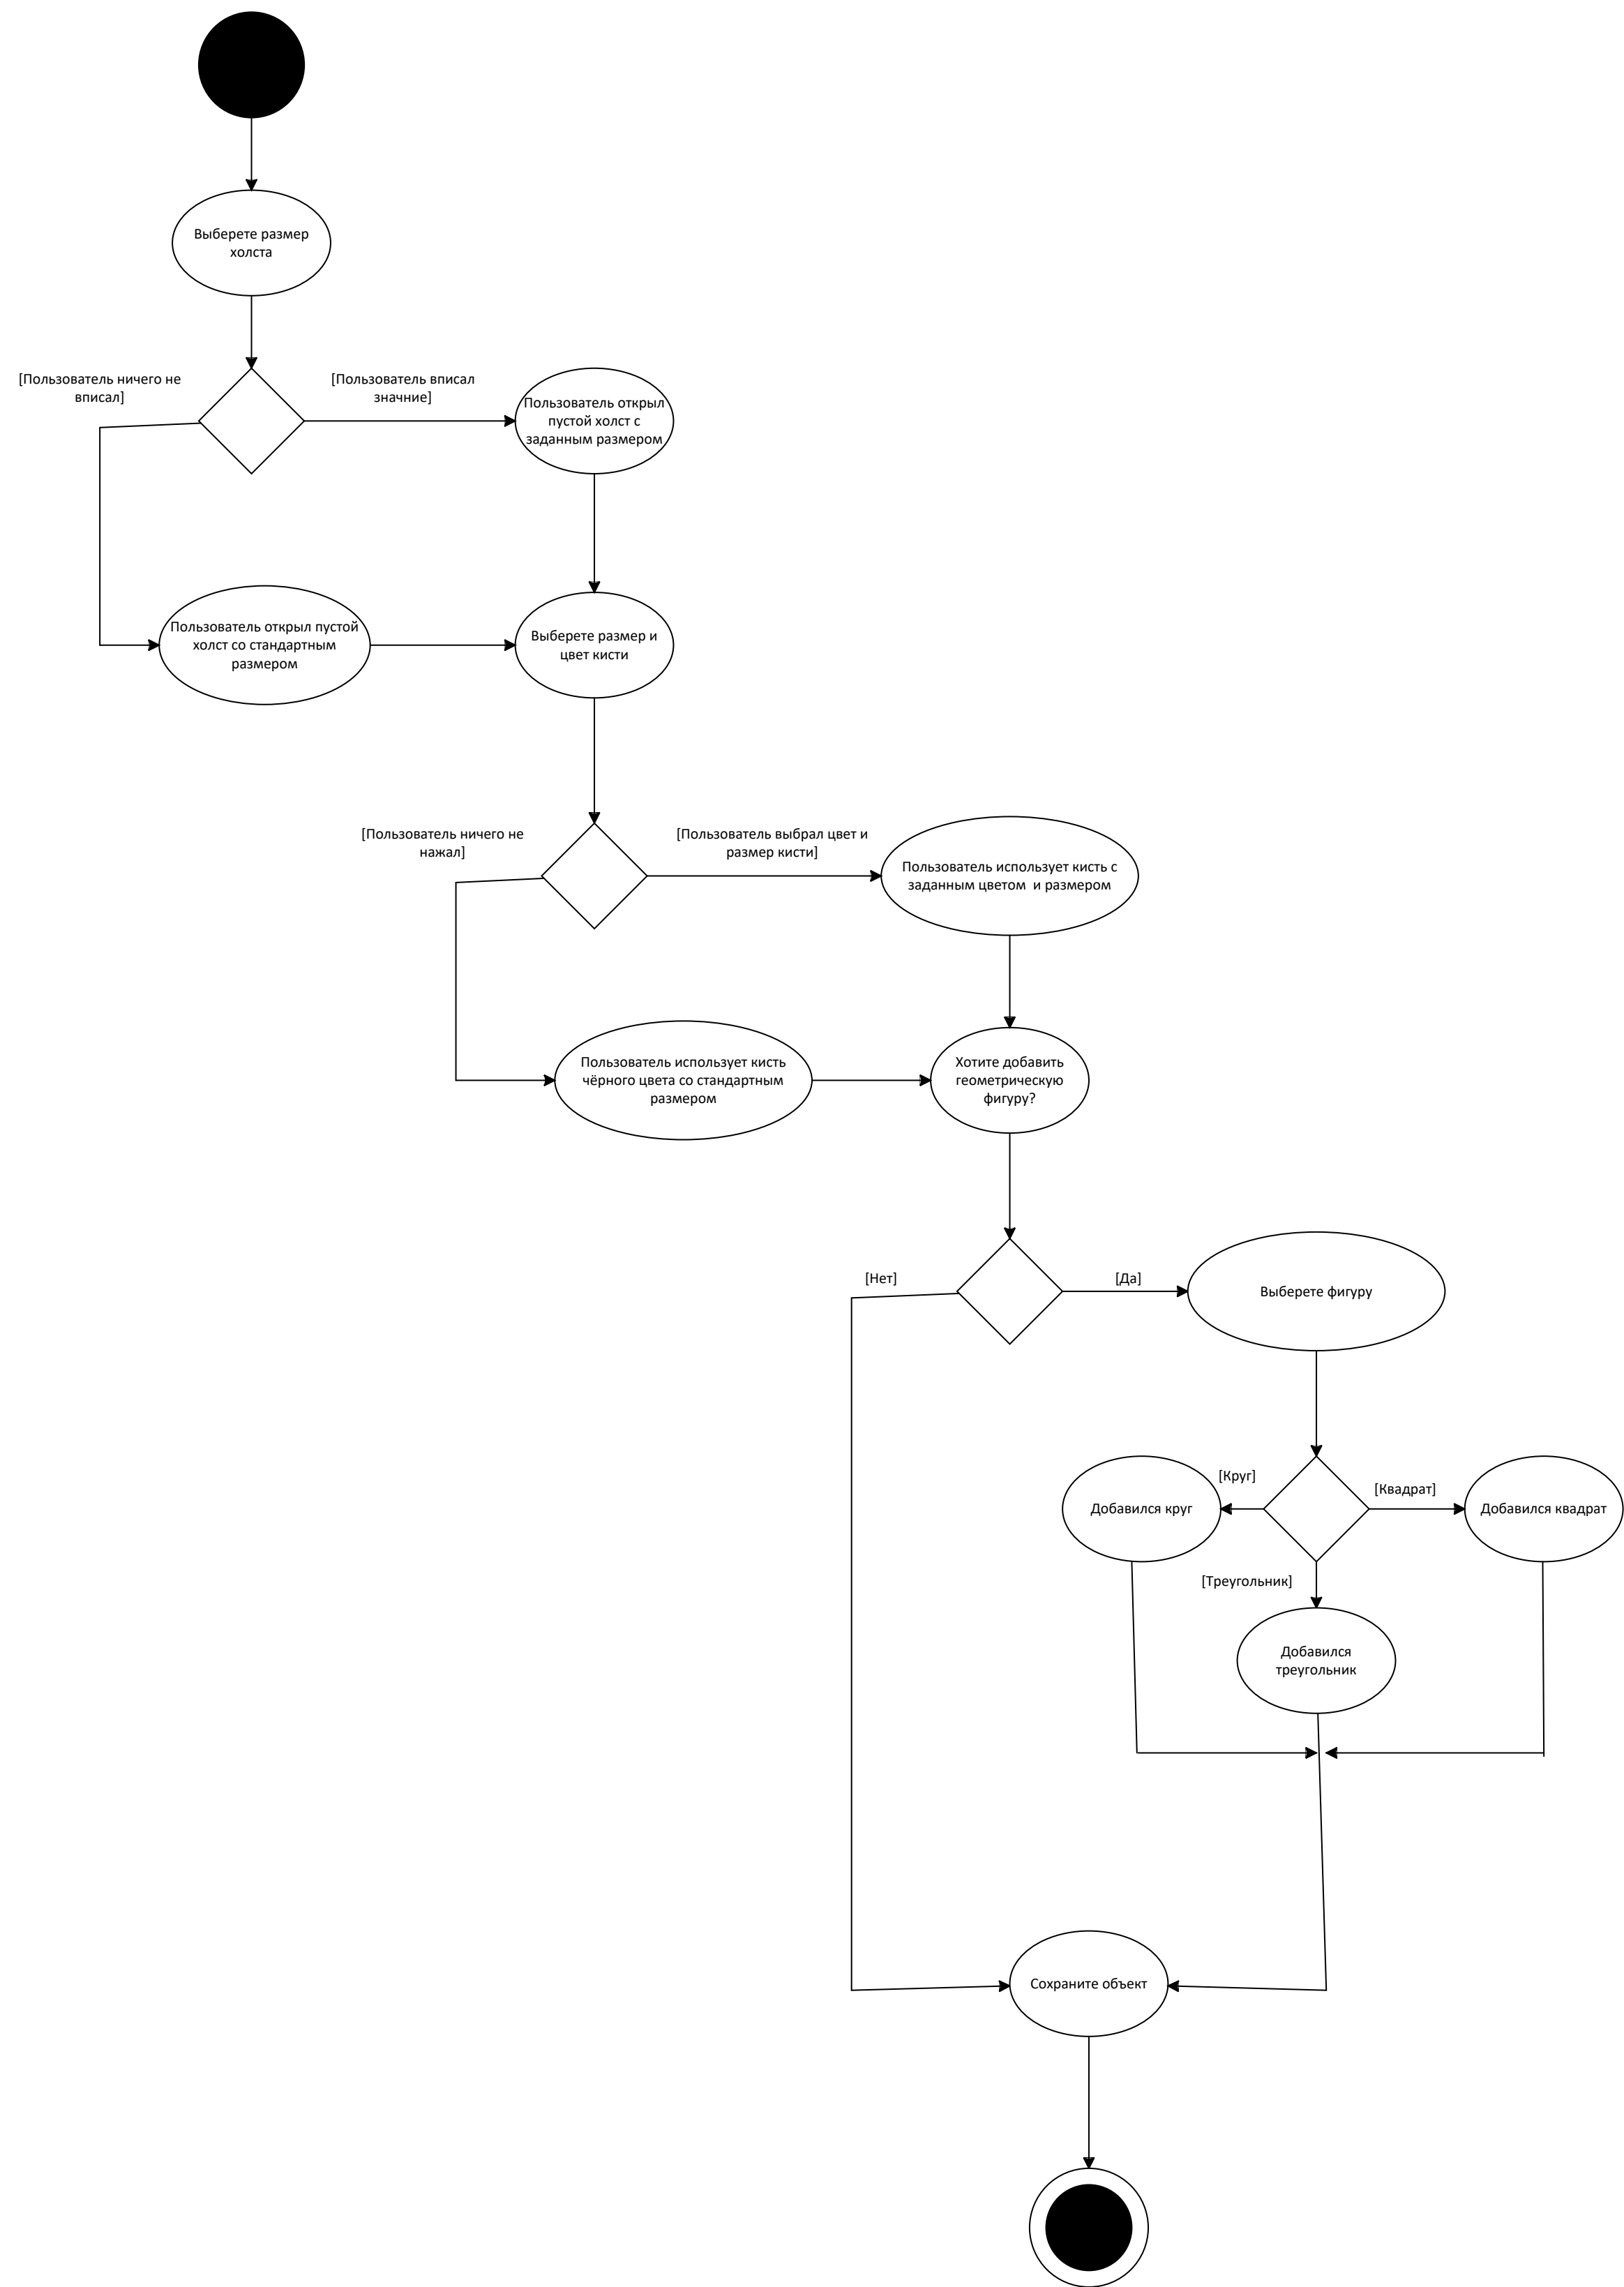 Выберете размер
холста
[Пользователь ничего не
вписал]
[Пользователь вписал
значние]
Пользователь открыл
пустой холст с
заданным размером
Пользователь открыл пустой
холст со стандартным
размером
Выберете размер и
цвет кисти
[Пользователь ничего не
нажал]
[Пользователь выбрал цвет и
размер кисти]
Пользователь использует кисть с
заданным цветом  и размером
Пользователь использует кисть
чёрного цвета со стандартным
размером
Хотите добавить
геометрическую
фигуру?
[Нет]
[Да]
Выберете фигуру
Добавился круг
[Круг]
[Квадрат]
Добавился квадрат
[Треугольник]
Добавился
треугольник
Сохраните объект